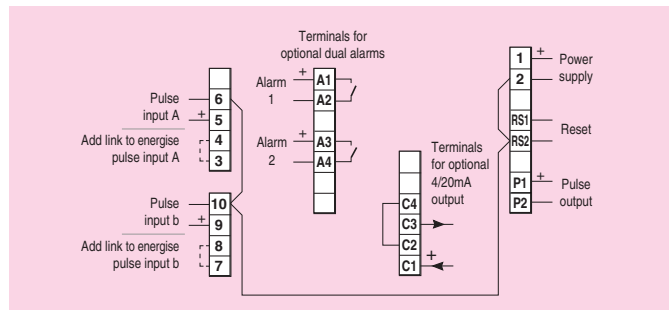 Terminals for
optional dual alarms
Pulse
input A
6
+
5
Add link to energise
pulse input A
4
3
Pulse
input b
10
+
9
Add link to energise
pulse input b
8
7
Alarm
1
+
A1
A2
Alarm
2
+
A3
A4
Terminals
for optional
4/20mA
output
C4
C3
C2
+
C1
1
+
Power
supply
2
RS1
RS2
Reset
P1
+
Pulse
output
P2